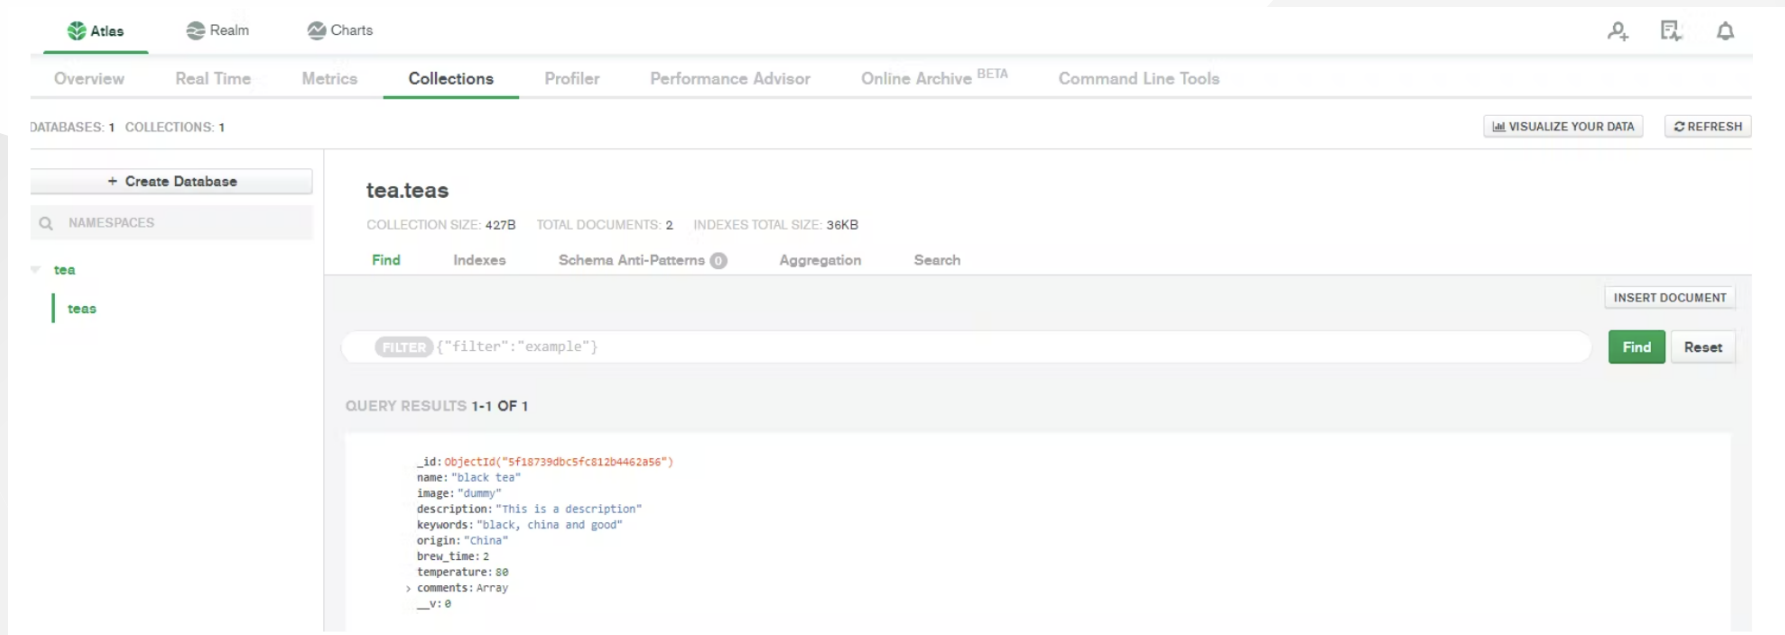 Atlas Realm Charts
Overview Real Time Metrics Collections Profiler Performance Advisor Online Archive BETA Command Line Tools
DATABASES: 1 COLLECTIONS: 1 VISUALIZE YOUR DATA REFRESH
+ Create Database
NAMESPACES
tea
teas
tea.teas
COLLECTION SIZE: 427B TOTAL DOCUMENTS: 2 INDEXES TOTAL SIZE: 36KB
Find Indexes Schema Anti-Patterns 0 Aggregation Search
INSERT DOCUMENT
FILTER {"filter":"example"} Find Reset
QUERY RESULTS 1-1 OF 1
_id: ObjectId("5f18739dbc5fc812b4462a56")
name: "black tea"
image: "dummy"
description: "This is a description"
keywords: "black, china and good"
origin: "China"
brew_time: 2
temperature: 80
> comments: Array
__v: 0